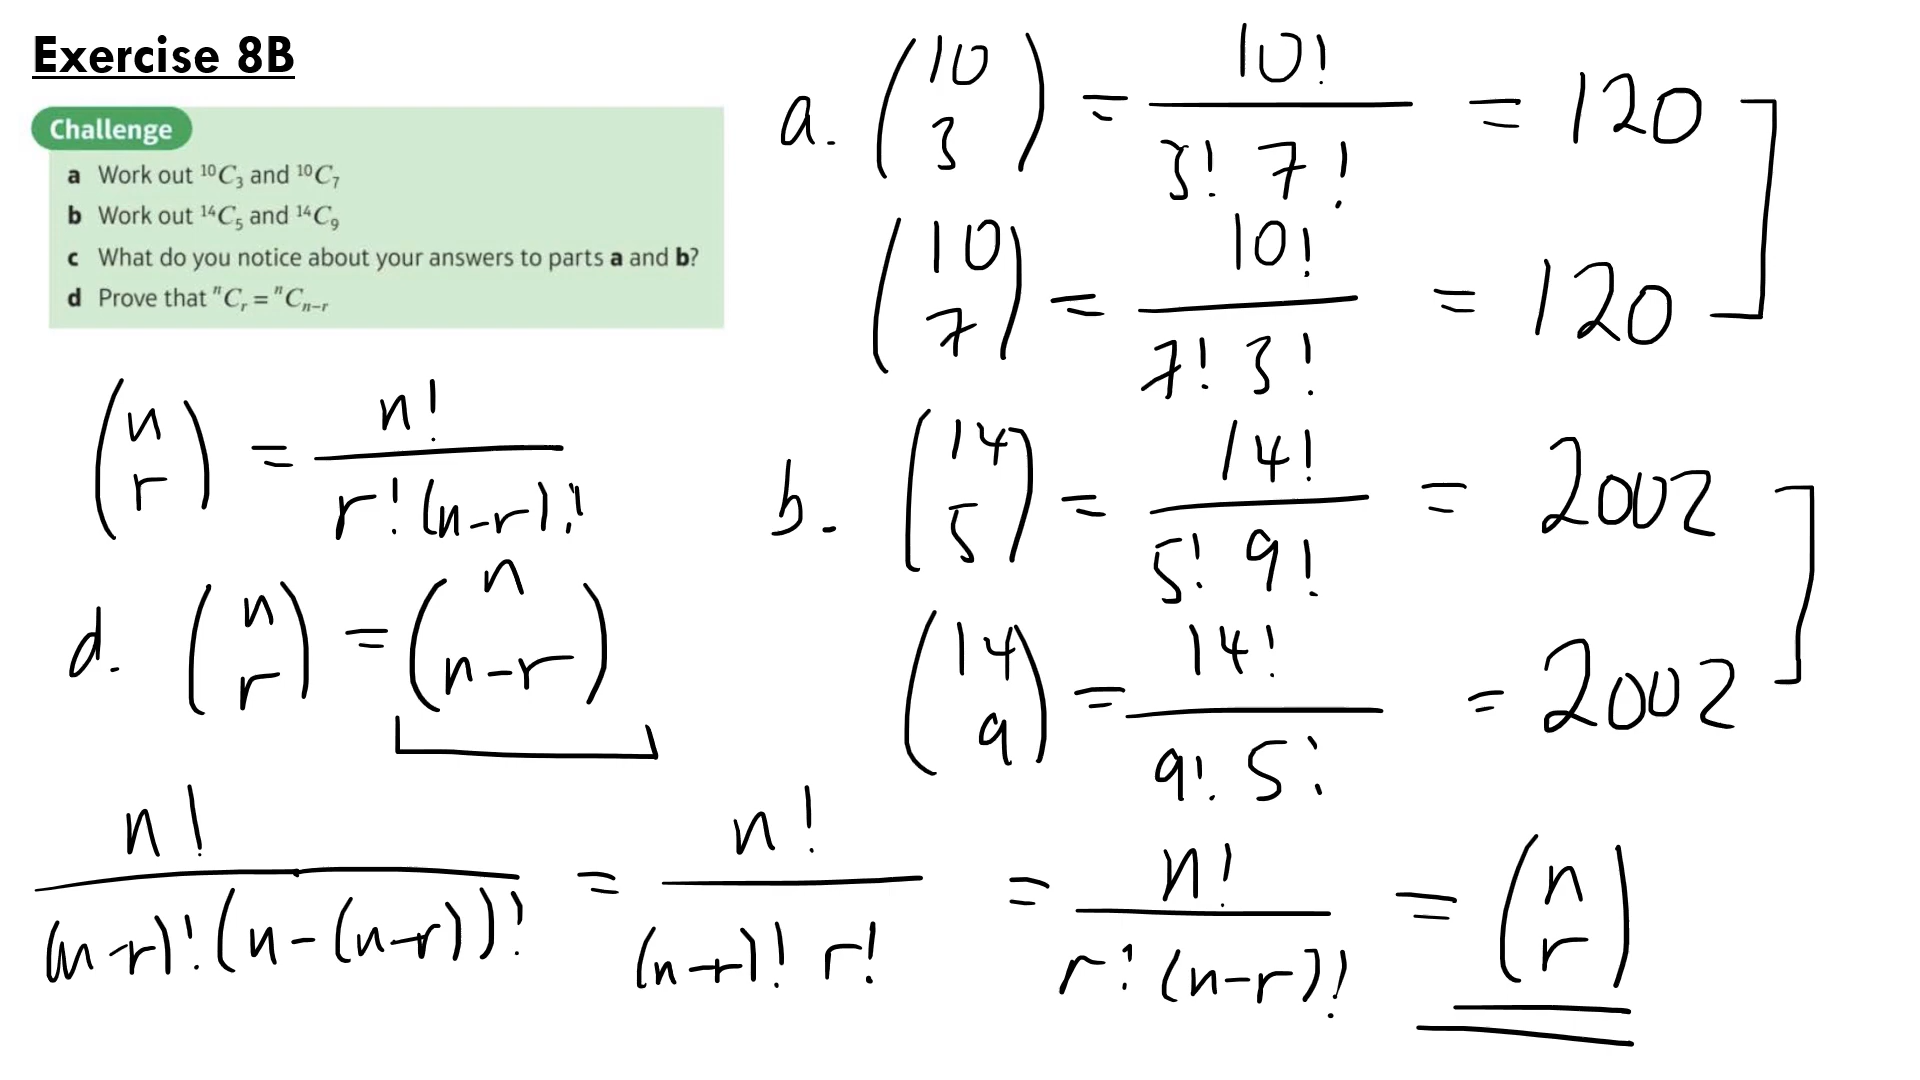 Exercise 8B
Challenge
a Work out ¹⁰C₃ and ¹⁰C₇
b Work out ¹⁴C₅ and ¹⁴C₉
c What do you notice about your answers to parts a and b?
d Prove that ⁿCᵣ = ⁿCₙ₋ᵣ
a. (10 3) = 10! / 3! 7! = 120
(10 7) = 10! / 7! 3! = 120
(n r) = n! / r! (n-r)!
b. (14 5) = 14! / 5! 9! = 2002
(14 9) = 14! / 9! 5! = 2002
d. (n r) = (n n-r)
n! / (n-r)! (n-(n-r))! = n! / (n-r)! r! = n! / r! (n-r)! = (n r)